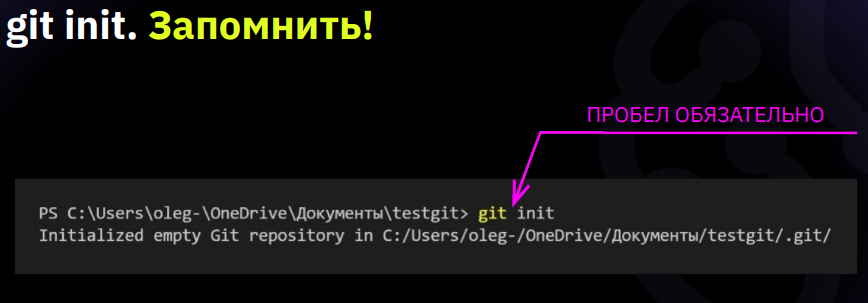 git init. Запомнить!
ПРОБЕЛ ОБЯЗАТЕЛЬНО
PS C:\Users\oleg-\OneDrive\Документы\testgit> git init
Initialized empty Git repository in C:/Users/oleg-/OneDrive/Документы/testgit/.git/